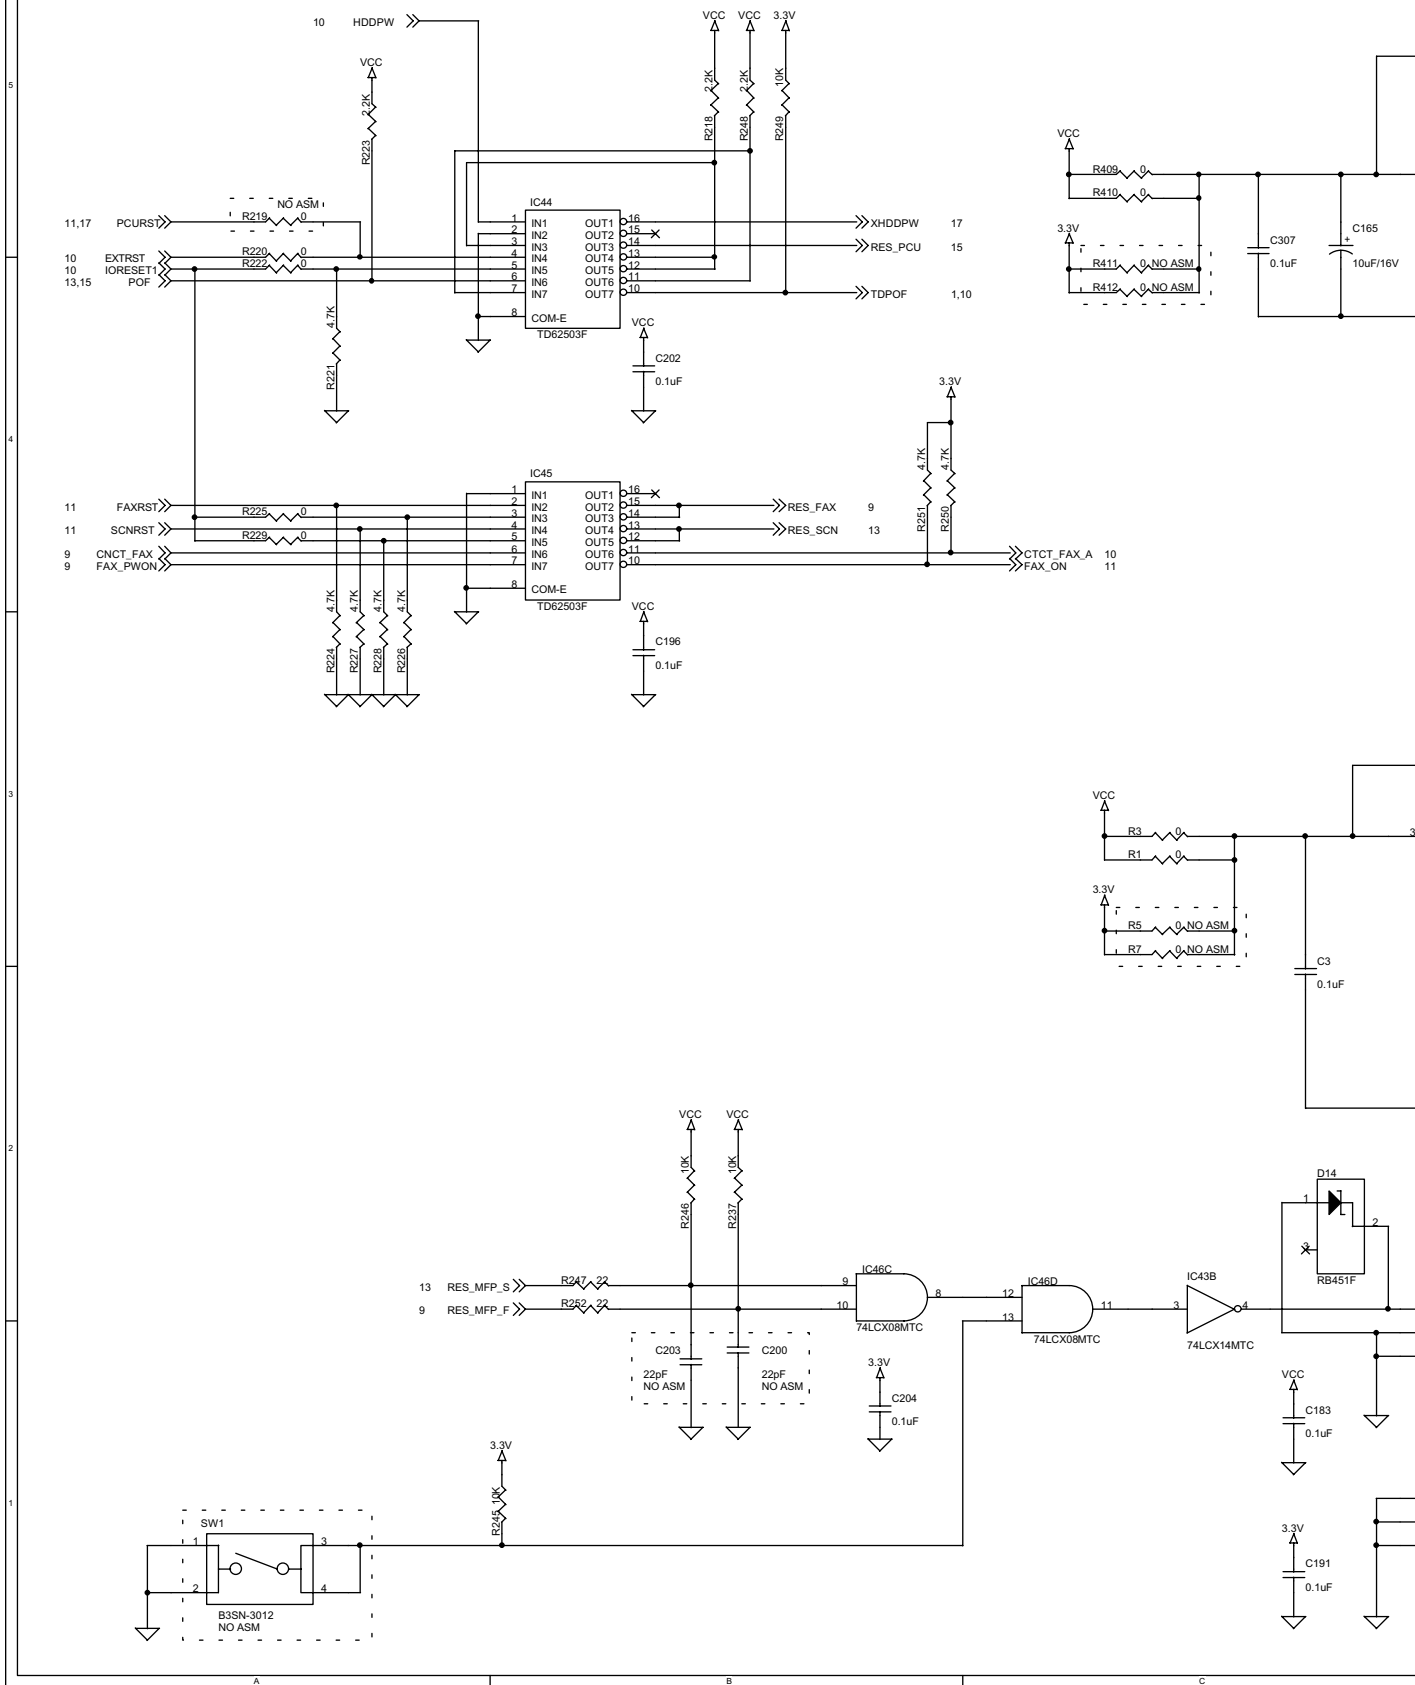 10 HDDPW
VCC VCC 3.3V
VCC
2.2K
R223
2.2K
R218
2.2K
R248
10K
R249
5
NO ASM
11,17 PCURST R219 0
10 EXTRST R220 0
10 IORESET1 R222 0
13,15 POF
4.7K
R221
IC44
1 IN1 OUT1 16 XHDDPW 17
2 IN2 OUT2 15
3 IN3 OUT3 14 RES_PCU 15
4 IN4 OUT4 13
5 IN5 OUT5 12
6 IN6 OUT6 11
7 IN7 OUT7 10 TDPOF 1,10
8 COM-E
TD62503F
VCC
C202
0.1uF
VCC
R409 0
R410 0
3.3V
R411 0 NO ASM
R412 0 NO ASM
C307
0.1uF
+
C165
10uF/16V
4
3.3V
4.7K
R251
4.7K
R250
IC45
1 IN1 OUT1 16
11 FAXRST 2 IN2 OUT2 15 RES_FAX 9
R225 0 3 IN3 OUT3 14
11 SCNRST 4 IN4 OUT4 13 RES_SCN 13
R229 0 5 IN5 OUT5 12
9 CNCT_FAX 6 IN6 OUT6 11 CTCT_FAX_A 10
9 FAX_PWON 7 IN7 OUT7 10 FAX_ON 11
8 COM-E
TD62503F
4.7K
R224
4.7K
R227
4.7K
R228
4.7K
R226
VCC
C196
0.1uF
3
VCC
R3 0
R1 0
3
3.3V
R5 0 NO ASM
R7 0 NO ASM
C3
0.1uF
2
VCC VCC
10K
R246
10K
R237
13 RES_MFP_S R247 22
9 RES_MFP_F R252 22
C203
22pF
NO ASM
C200
22pF
NO ASM
IC46C
9
10
8
74LCX08MTC
IC46D
12
13
11
74LCX08MTC
IC43B
3 4
74LCX14MTC
D14
1
2
3
RB451F
3.3V
C204
0.1uF
VCC
C183
0.1uF
1
3.3V
10K
R245
SW1
1 3
2 4
B3SN-3012
NO ASM
3.3V
C191
0.1uF
A B C